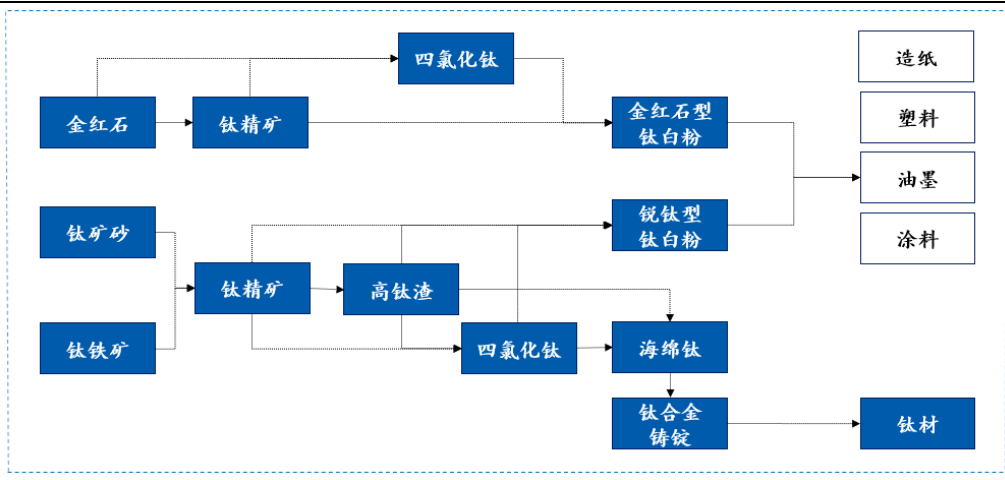 四氯化钛
造纸
金红石
钛精矿
金红石型
钛白粉
塑料
油墨
钛矿砂
锐钛型
钛白粉
涂料
钛精矿
高钛渣
钛铁矿
四氯化钛
海绵钛
钛合金
铸锭
钛材